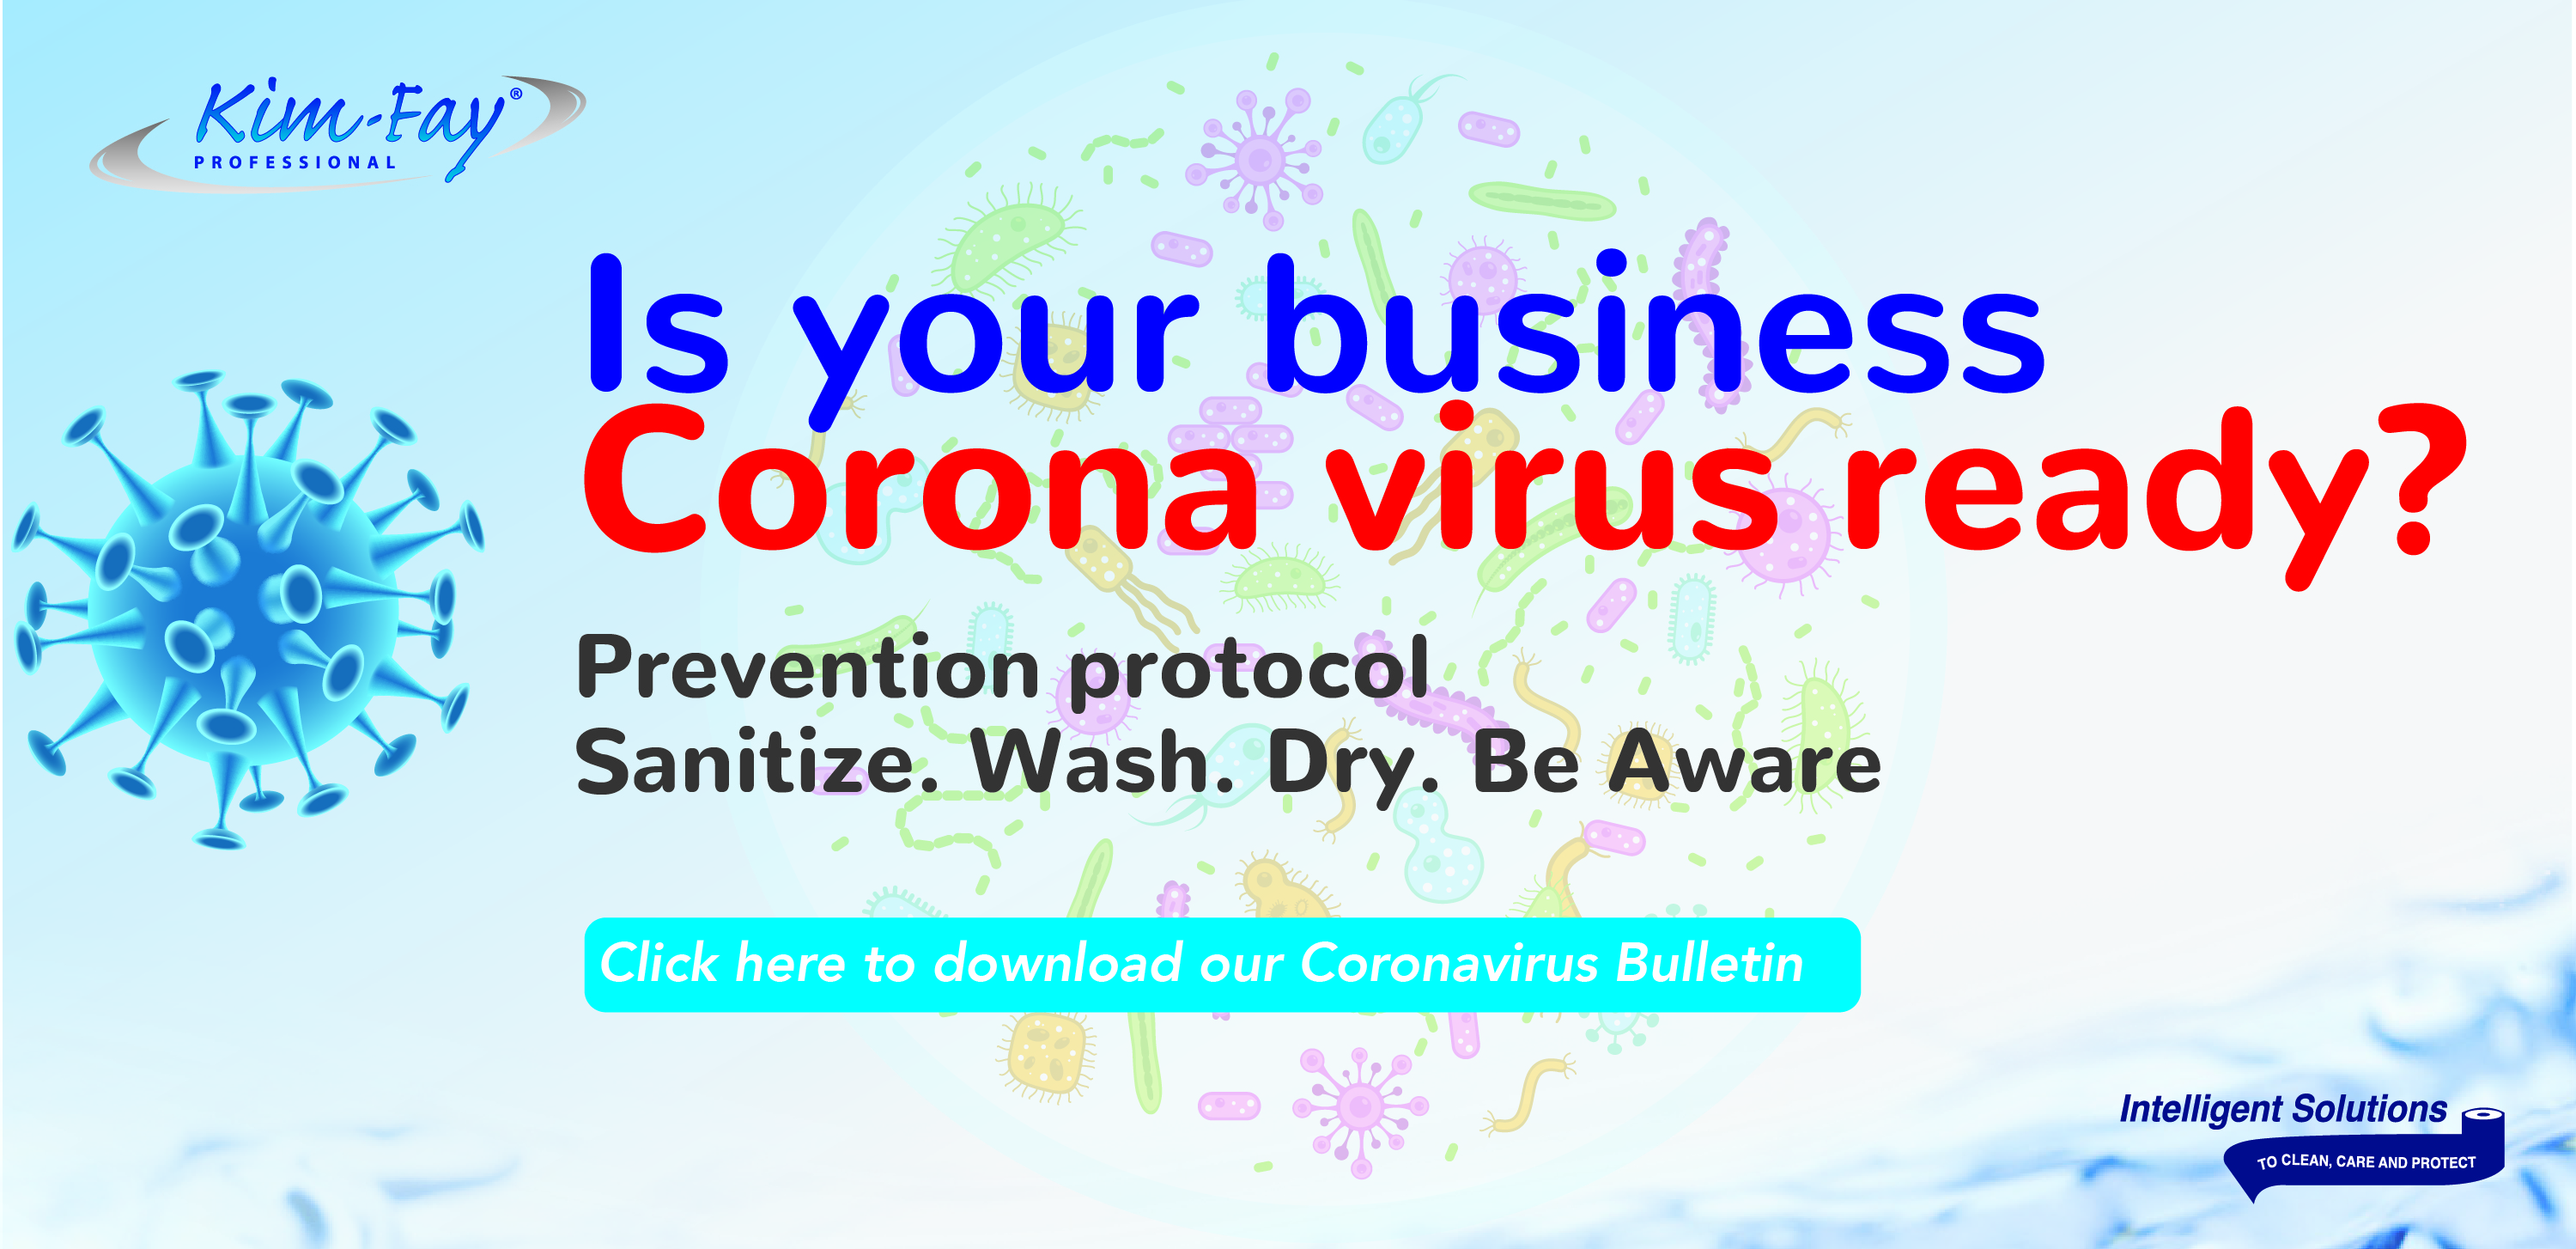 Kim-Fay®
PROFESSIONAL
Is your business
Corona virus ready?
Prevention protocol
Sanitize. Wash. Dry. Be Aware
Click here to download our Coronavirus Bulletin
Intelligent Solutions
TO CLEAN, CARE AND PROTECT